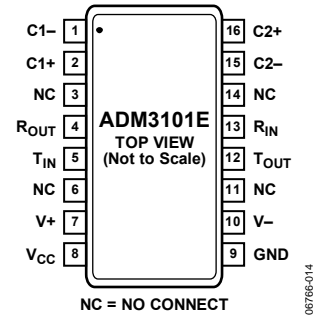 C1– 1 16 C2+
C1+ 2 15 C2–
NC 3 14 NC
ROUT 4 ADM3101E 13 RIN
TOP VIEW
TIN 5 (Not to Scale) 12 TOUT
NC 6 11 NC
V+ 7 10 V–
VCC 8 9 GND
NC = NO CONNECT
06766-014